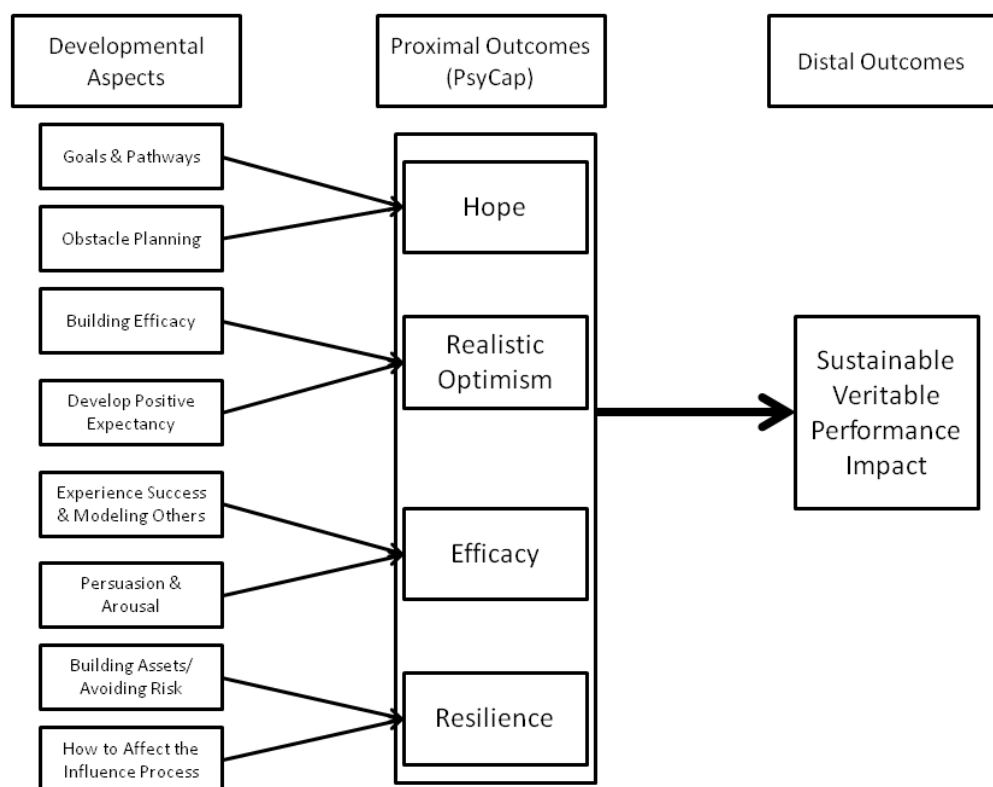 Developmental
Aspects
Proximal Outcomes
(PsyCap)
Distal Outcomes
Goals & Pathways
Obstacle Planning
Building Efficacy
Develop Positive
Expectancy
Experience Success
& Modeling Others
Persuasion &
Arousal
Building Assets/
Avoiding Risk
How to Affect the
Influence Process
Hope
Realistic
Optimism
Efficacy
Resilience
Sustainable
Veritable
Performance
Impact